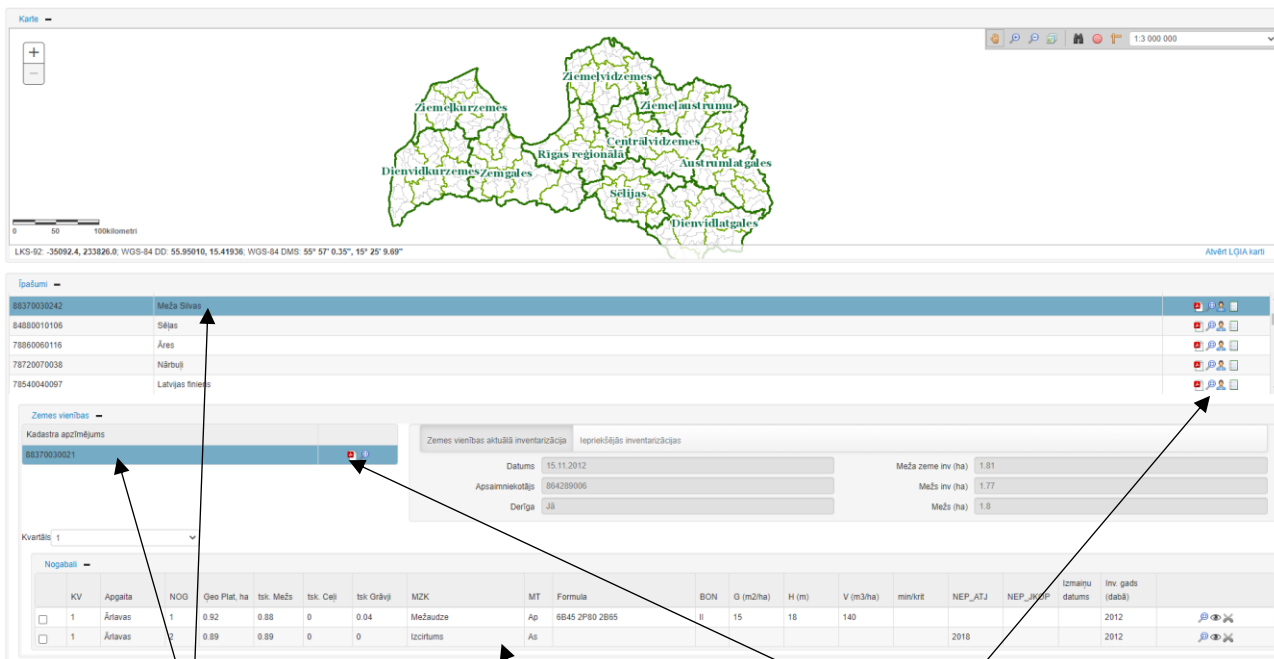 Karte
1:3 000 000
Ziemeļvidzemes
Ziemeļkurzemes
Ziemeļaustrumu
Centrālvidzemes
Rīgas reģionālā
Austrumlatgales
Dienvidkurzemes Zemgales
Sēlijas
Dienvidlatgales
0 50 100kilometri
LKS-92: -35092.4, 233826.0; WGS-84 DD: 55.95010, 15.41936; WGS-84 DMS: 55° 57' 0.35", 15° 25' 9.69" Atvērt LĢIA karti
Īpašumi
88370030242 Meža Silvas
84880010106 Sēļas
78860060116 Āres
78720070038 Nārbuļi
78540040097 Latvijas finieris
Zemes vienības
Kadastra apzīmējums
88370030021
Zemes vienības aktuālā inventarizācija Iepriekšējās inventarizācijas
Datums 15.11.2012 Meža zeme inv (ha) 1.81
Apsaimniekotājs 864289006 Mežs inv (ha) 1.77
Derīga Jā Mežs (ha) 1.8
Kvartāls 1
Nogabali
KV Apgaita NOG Ģeo Plat, ha tsk. Mežs tsk. Ceļi tsk Grāvji MZK MT Formula BON G (m2/ha) H (m) V (m3/ha) min/krit NEP_ATJ NEP_JKOP Izmaiņu datums Inv. gads (dabā)
1 Ārlavas 1 0.92 0.88 0 0.04 Mežaudze Ap 6B45 2P80 2B65 II 15 18 140 2012
1 Ārlavas 2 0.89 0.89 0 0 Izcirtums As 2018 2012